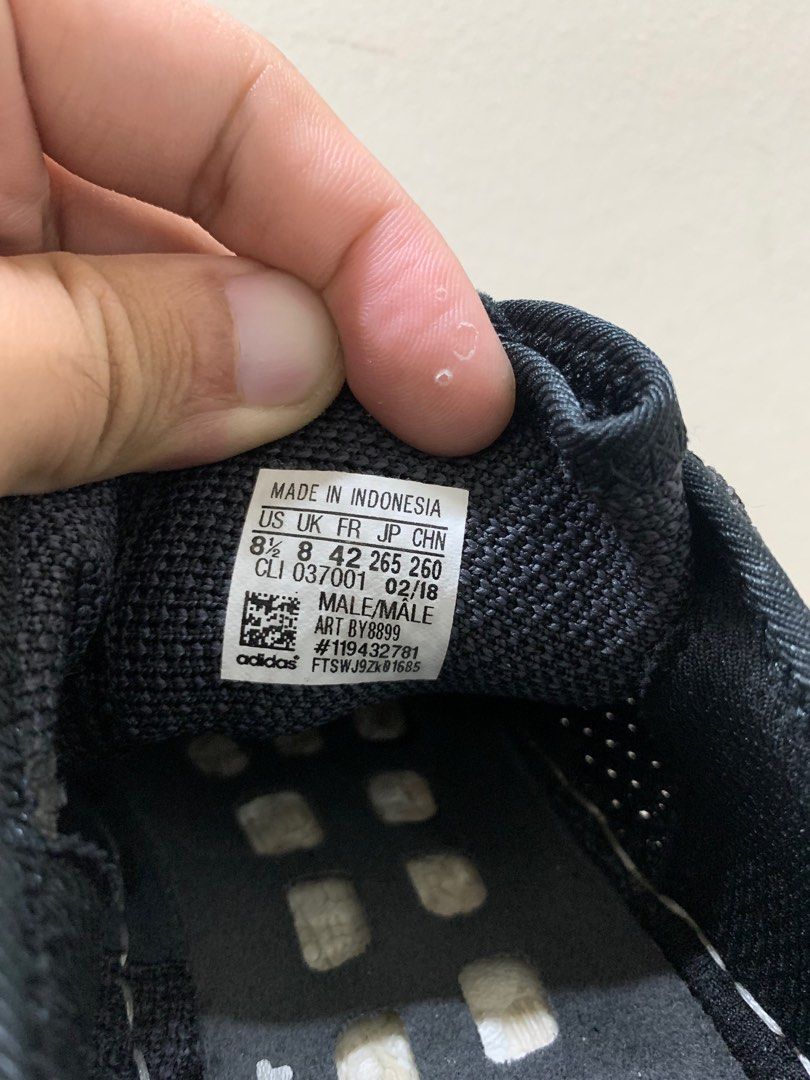 MADE IN INDONESIA
US UK FR JP CHN
8½ 8 42 265 260
CLI 037001 02/18
MALE/MÂLE
ART BY8899
#119432781
adidas® FTSWJ9Zk01685